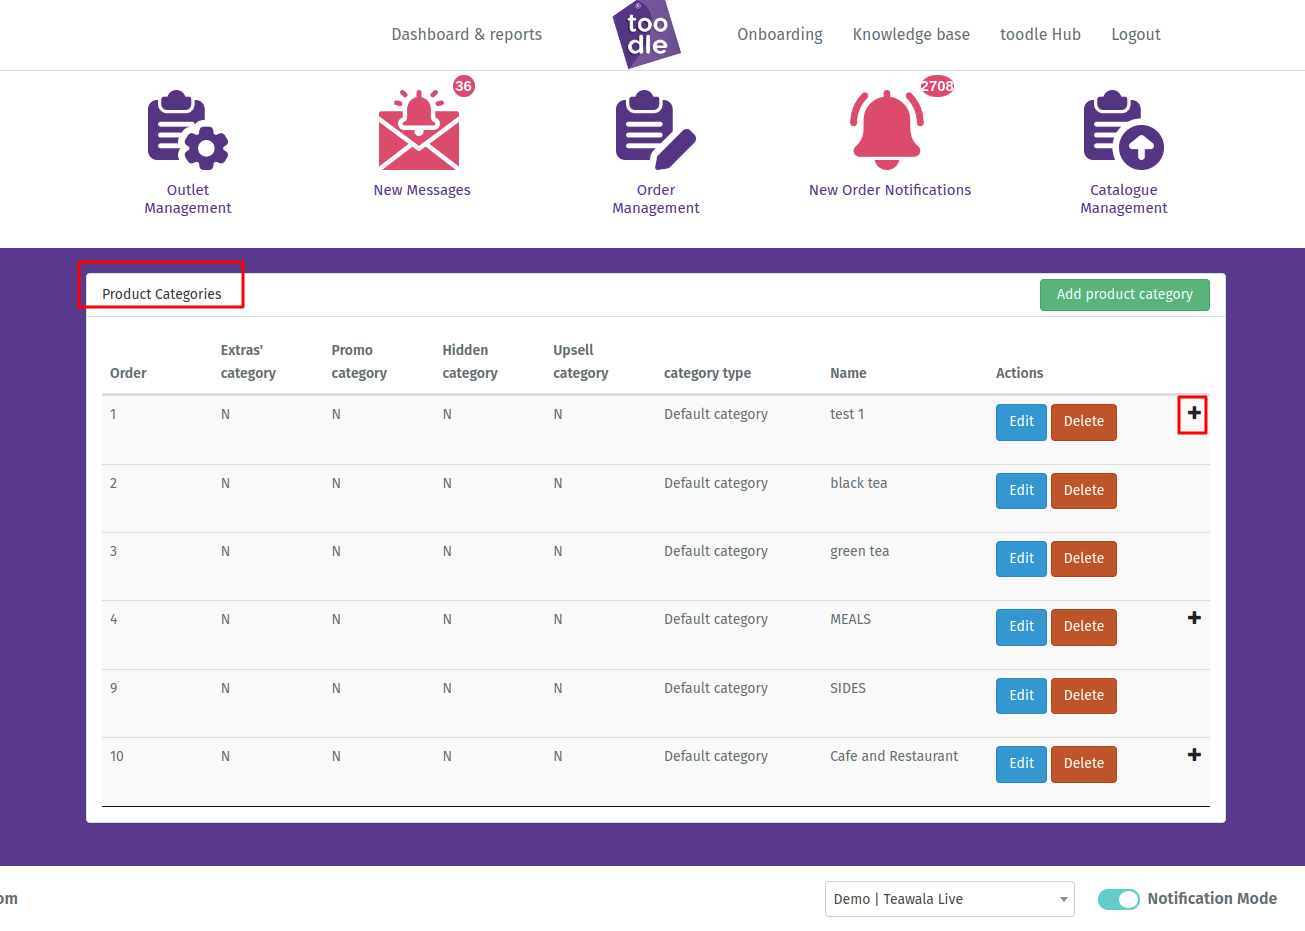 Dashboard & reports
®
too
dle
Onboarding
Knowledge base
toodle Hub
Logout
36
2708
Outlet
Management
New Messages
Order
Management
New Order Notifications
Catalogue
Management
Product Categories
Add product category
Order
Extras'
category
Promo
category
Hidden
category
Upsell
category
category type
Name
Actions
1 N N N N Default category test 1 Edit Delete
2 N N N N Default category black tea Edit Delete
3 N N N N Default category green tea Edit Delete
4 N N N N Default category MEALS Edit Delete
9 N N N N Default category SIDES Edit Delete
10 N N N N Default category Cafe and Restaurant Edit Delete
om
Demo | Teawala Live
Notification Mode